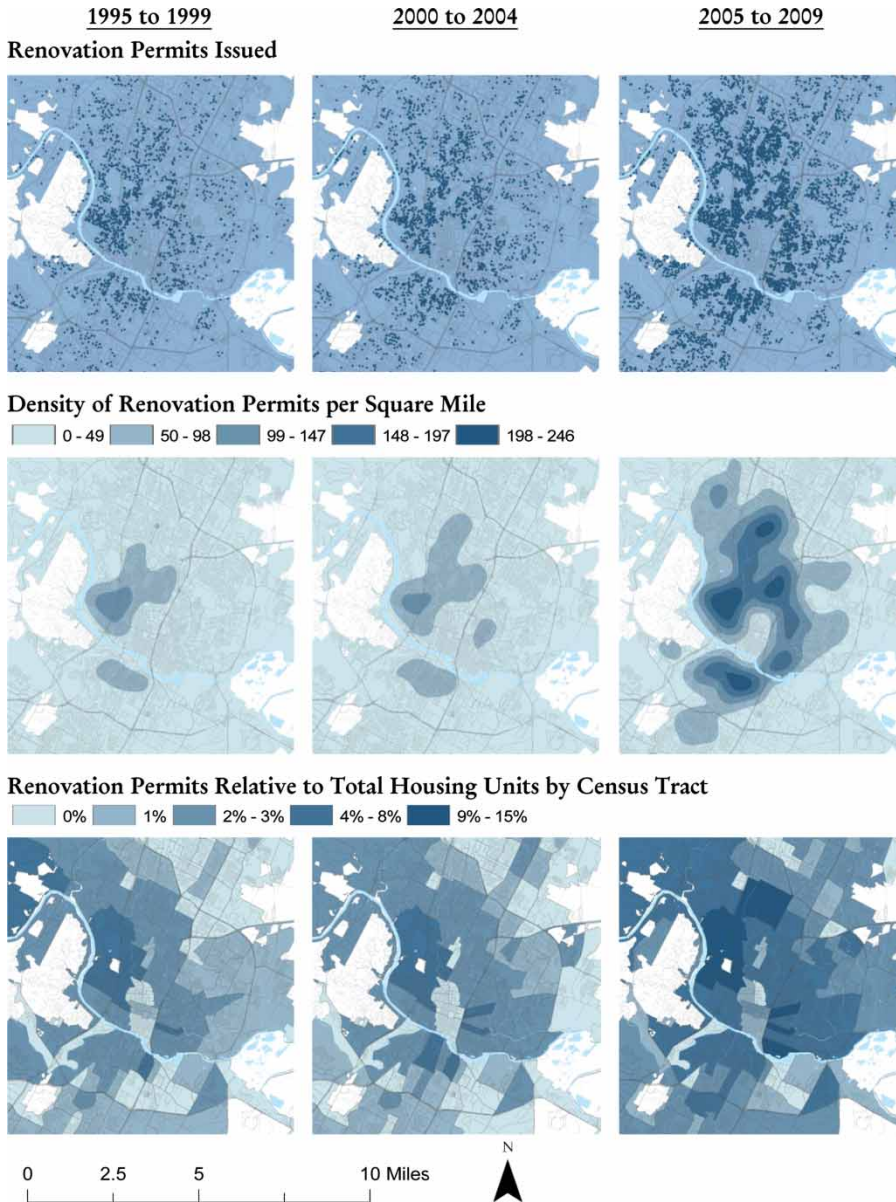 1995 to 1999 2000 to 2004 2005 to 2009
Renovation Permits Issued
Density of Renovation Permits per Square Mile
0 - 49 50 - 98 99 - 147 148 - 197 198 - 246
Renovation Permits Relative to Total Housing Units by Census Tract
0% 1% 2% - 3% 4% - 8% 9% - 15%
N
0 2.5 5 10 Miles